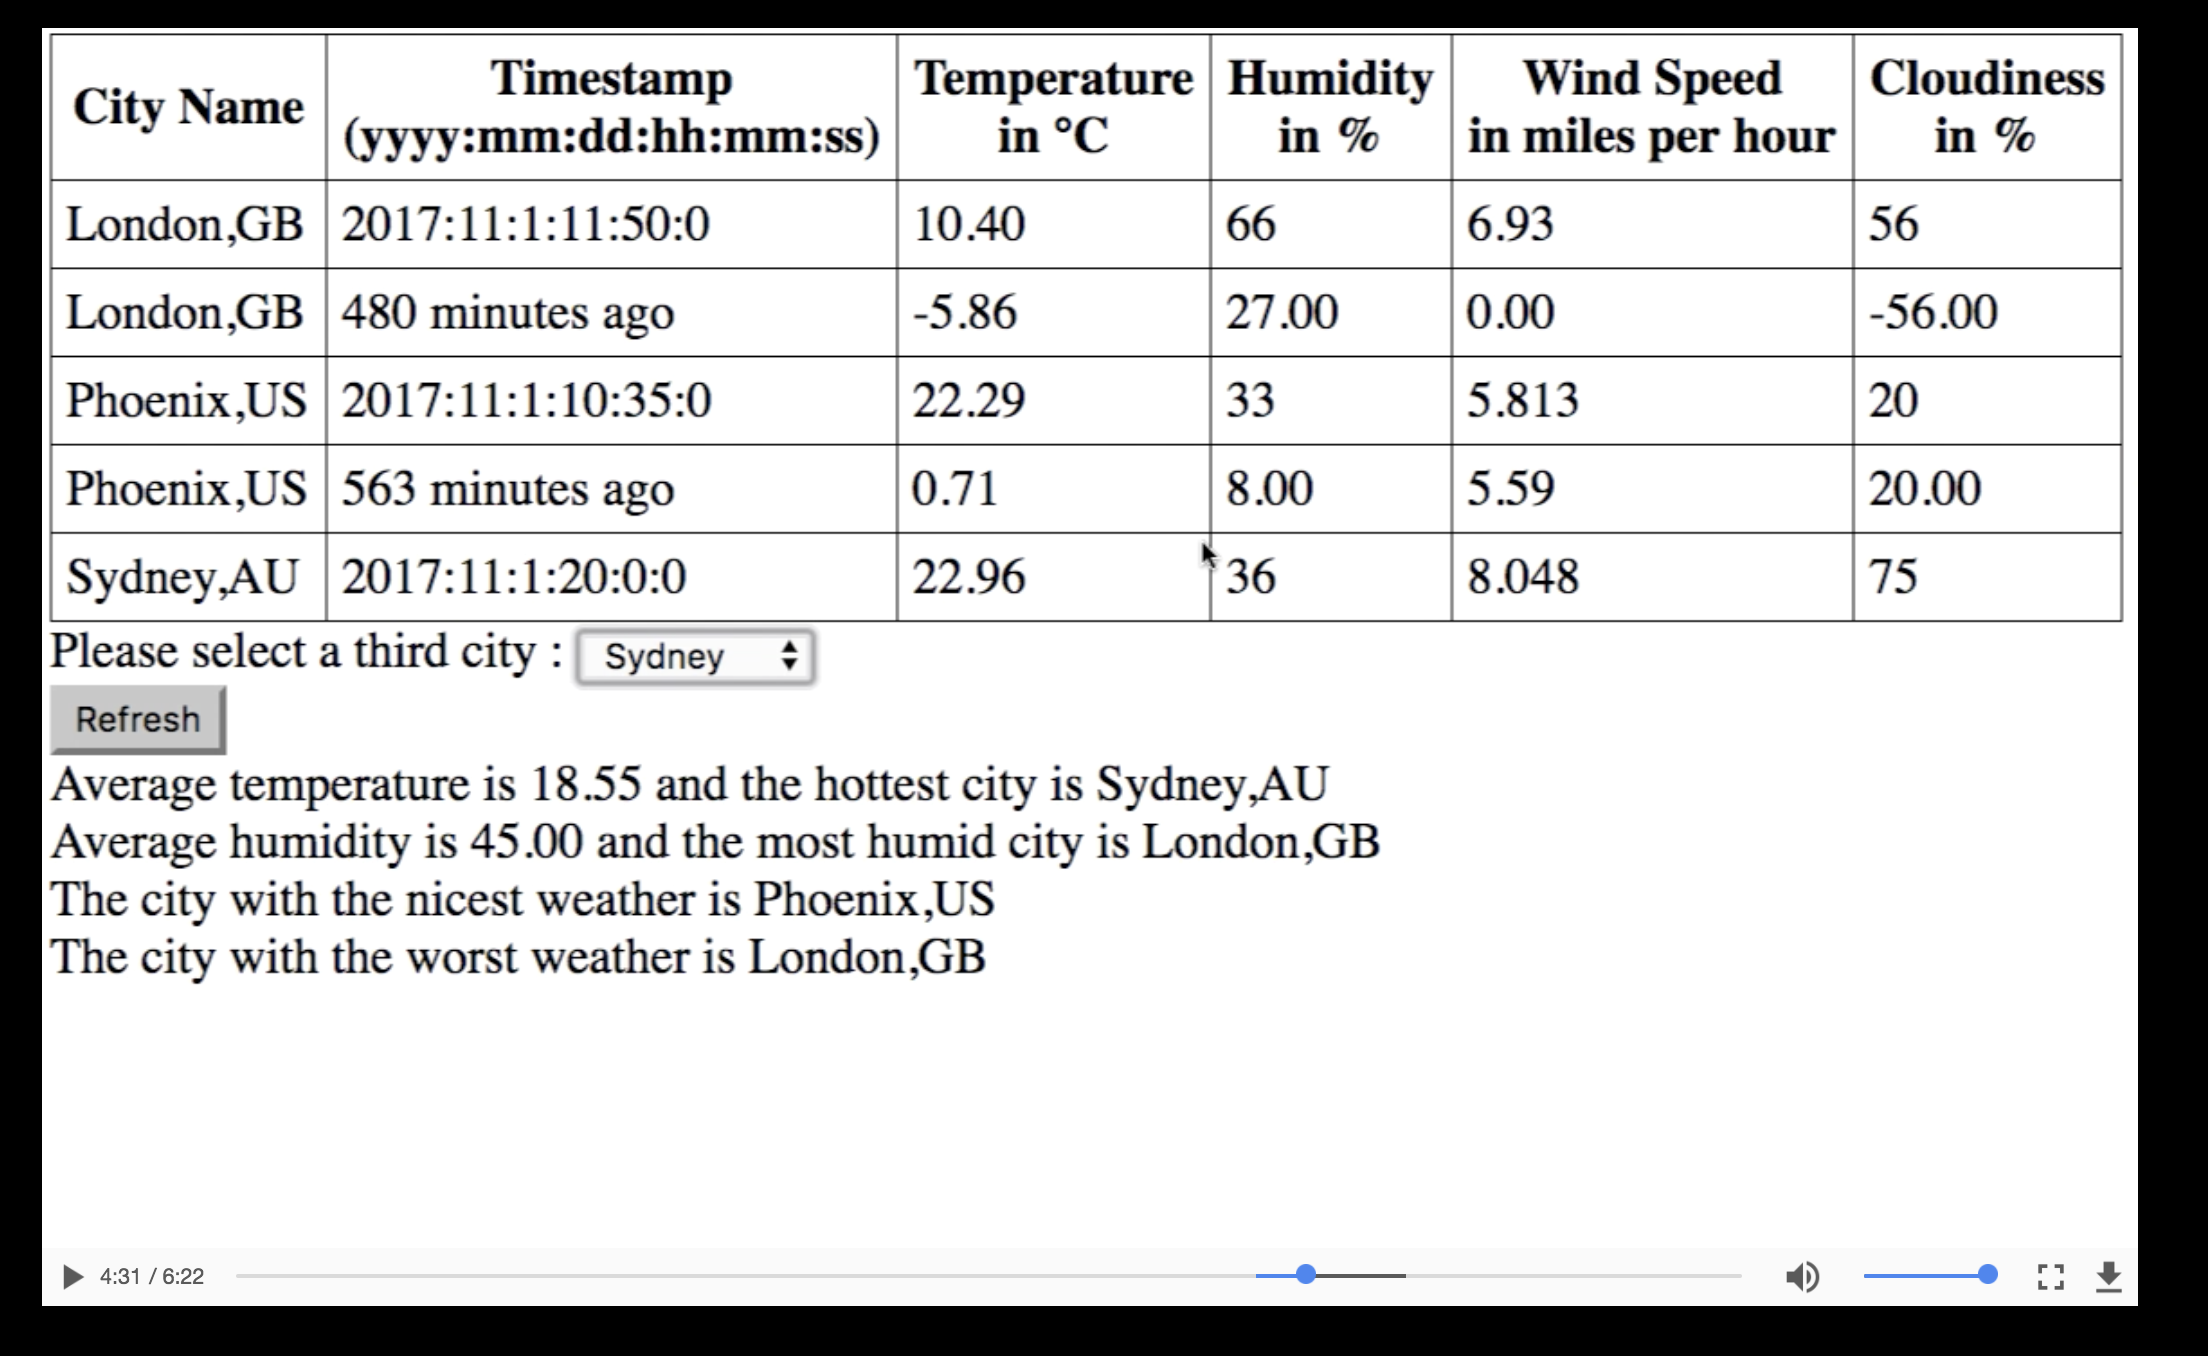 City Name Timestamp (yyyy:mm:dd:hh:mm:ss) Temperature in °C Humidity in % Wind Speed in miles per hour Cloudiness in %
London,GB 2017:11:1:11:50:0 10.40 66 6.93 56
London,GB 480 minutes ago -5.86 27.00 0.00 -56.00
Phoenix,US 2017:11:1:10:35:0 22.29 33 5.813 20
Phoenix,US 563 minutes ago 0.71 8.00 5.59 20.00
Sydney,AU 2017:11:1:20:0:0 22.96 36 8.048 75
Please select a third city : Sydney
Refresh
Average temperature is 18.55 and the hottest city is Sydney,AU
Average humidity is 45.00 and the most humid city is London,GB
The city with the nicest weather is Phoenix,US
The city with the worst weather is London,GB
4:31 / 6:22